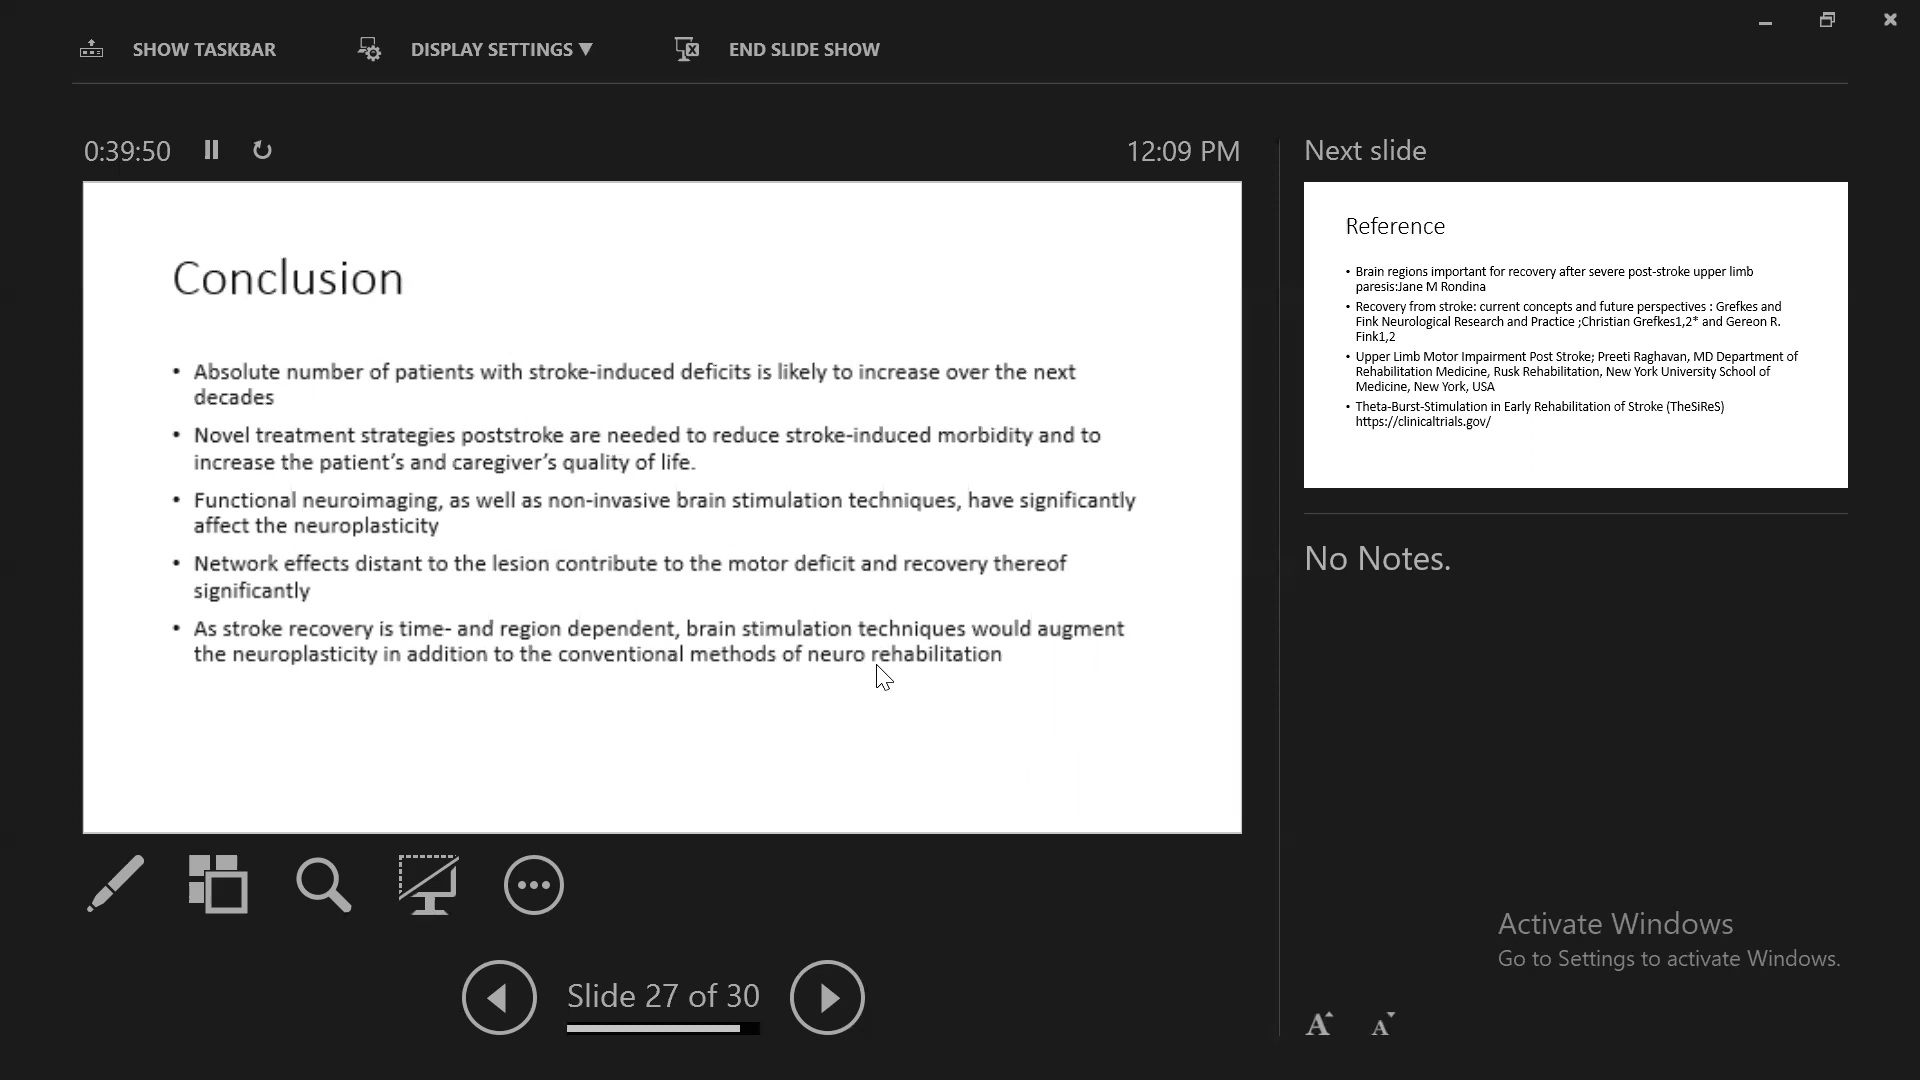 SHOW TASKBAR
DISPLAY SETTINGS ▼
END SLIDE SHOW
0:39:50
12:09 PM
Conclusion
• Absolute number of patients with stroke-induced deficits is likely to increase over the next
decades
• Novel treatment strategies poststroke are needed to reduce stroke-induced morbidity and to
increase the patient’s and caregiver’s quality of life.
• Functional neuroimaging, as well as non-invasive brain stimulation techniques, have significantly
affect the neuroplasticity
• Network effects distant to the lesion contribute to the motor deficit and recovery thereof
significantly
• As stroke recovery is time- and region dependent, brain stimulation techniques would augment
the neuroplasticity in addition to the conventional methods of neuro rehabilitation
Slide 27 of 30
Next slide
Reference
• Brain regions important for recovery after severe post-stroke upper limb
paresis:Jane M Rondina
• Recovery from stroke: current concepts and future perspectives : Grefkes and
Fink Neurological Research and Practice ;Christian Grefkes1,2* and Gereon R.
Fink1,2
• Upper Limb Motor Impairment Post Stroke; Preeti Raghavan, MD Department of
Rehabilitation Medicine, Rusk Rehabilitation, New York University School of
Medicine, New York, USA
• Theta-Burst-Stimulation in Early Rehabilitation of Stroke (TheSiReS)
https://clinicaltrials.gov/
No Notes.
Activate Windows
Go to Settings to activate Windows.
A A